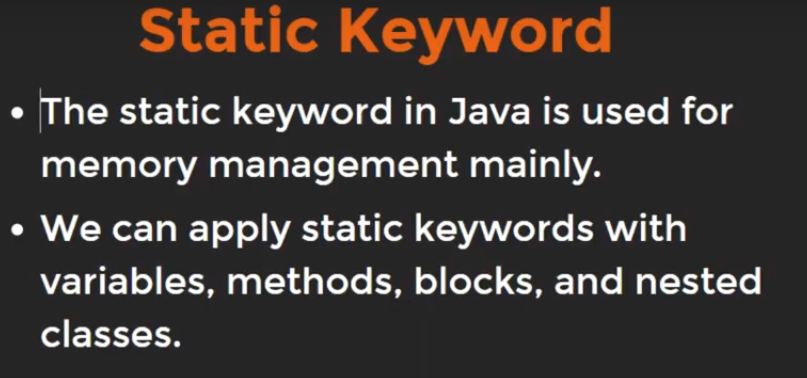 Static Keyword
• The static keyword in Java is used for
memory management mainly.
• We can apply static keywords with
variables, methods, blocks, and nested
classes.